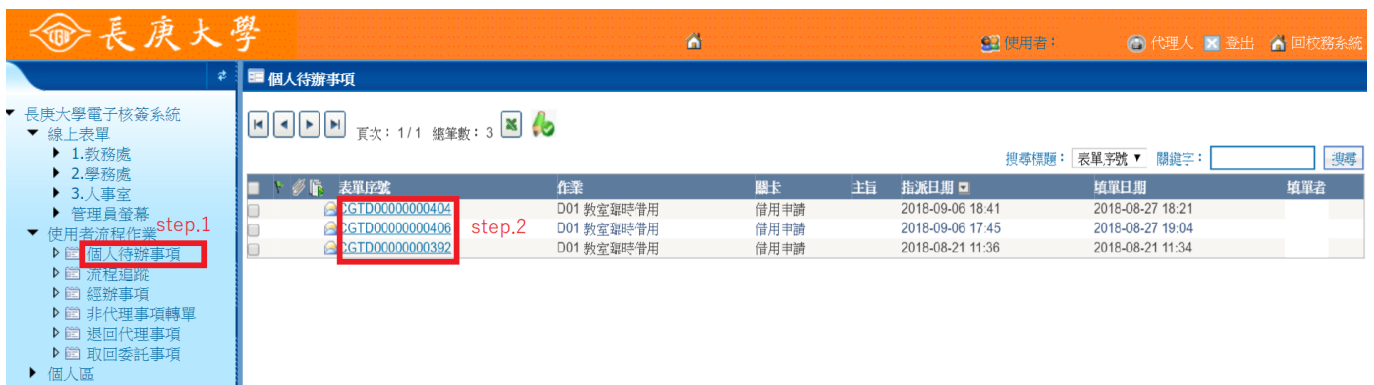 長庚大學
使用者： 代理人 登出 回校務系統
個人待辦事項
長庚大學電子核簽系統
線上表單
1.教務處
2.學務處
3.人事室
管理員螢幕
使用者流程作業
step.1
個人待辦事項
流程追蹤
經辦事項
非代理事項轉單
退回代理事項
取回委託事項
個人區
頁次：1/1 總筆數：3
搜尋標題： 表單序號 關鍵字： 搜尋
表單序號 作業 關卡 主旨 指派日期 填單日期 填單者
CGTD00000000404 D01 教室臨時借用 借用申請 2018-09-06 18:41 2018-08-27 18:21
CGTD00000000406 step.2 D01 教室臨時借用 借用申請 2018-09-06 17:45 2018-08-27 19:04
CGTD00000000392 D01 教室臨時借用 借用申請 2018-08-21 11:36 2018-08-21 11:34